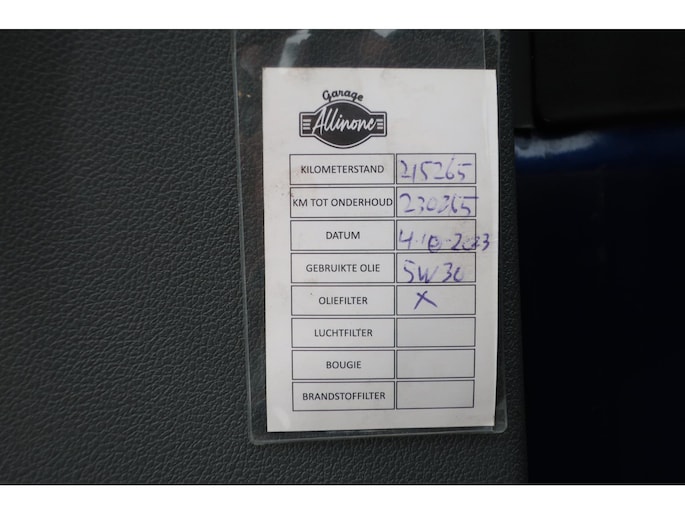 Garage
Allinone
KILOMETERSTAND 215265
KM TOT ONDERHOUD 230265
DATUM 4-10-2023
GEBRUIKTE OLIE 5W30
OLIEFILTER X
LUCHTFILTER
BOUGIE
BRANDSTOFFILTER